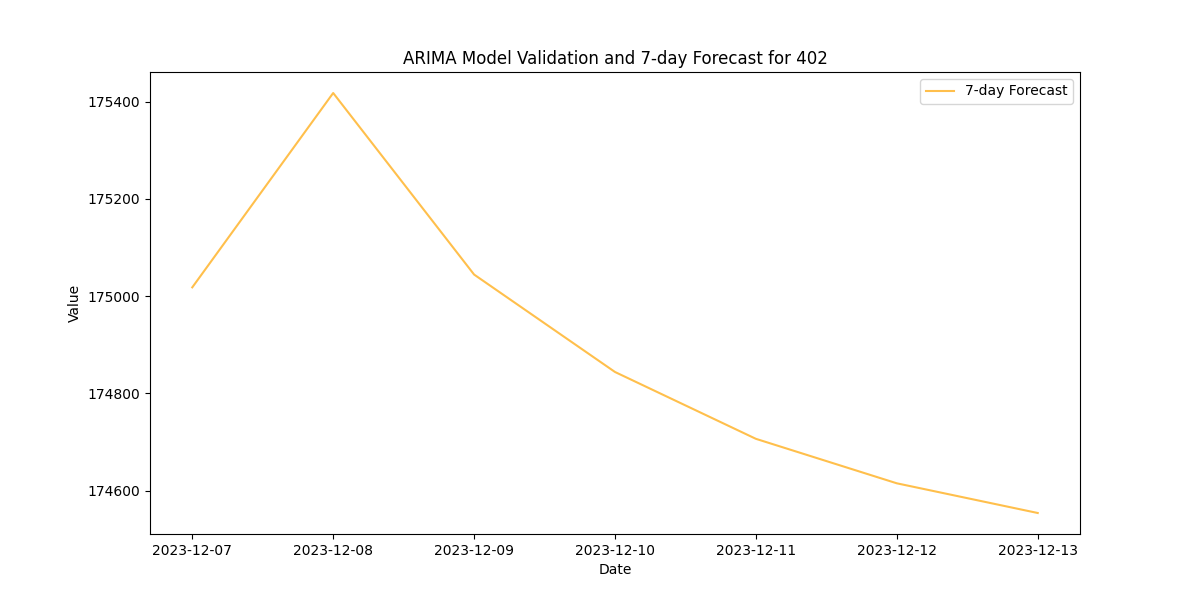 ARIMA Model Validation and 7-day Forecast for 402
7-day Forecast
175400
175200
175000
174800
174600
Value
2023-12-07 2023-12-08 2023-12-09 2023-12-10 2023-12-11 2023-12-12 2023-12-13
Date